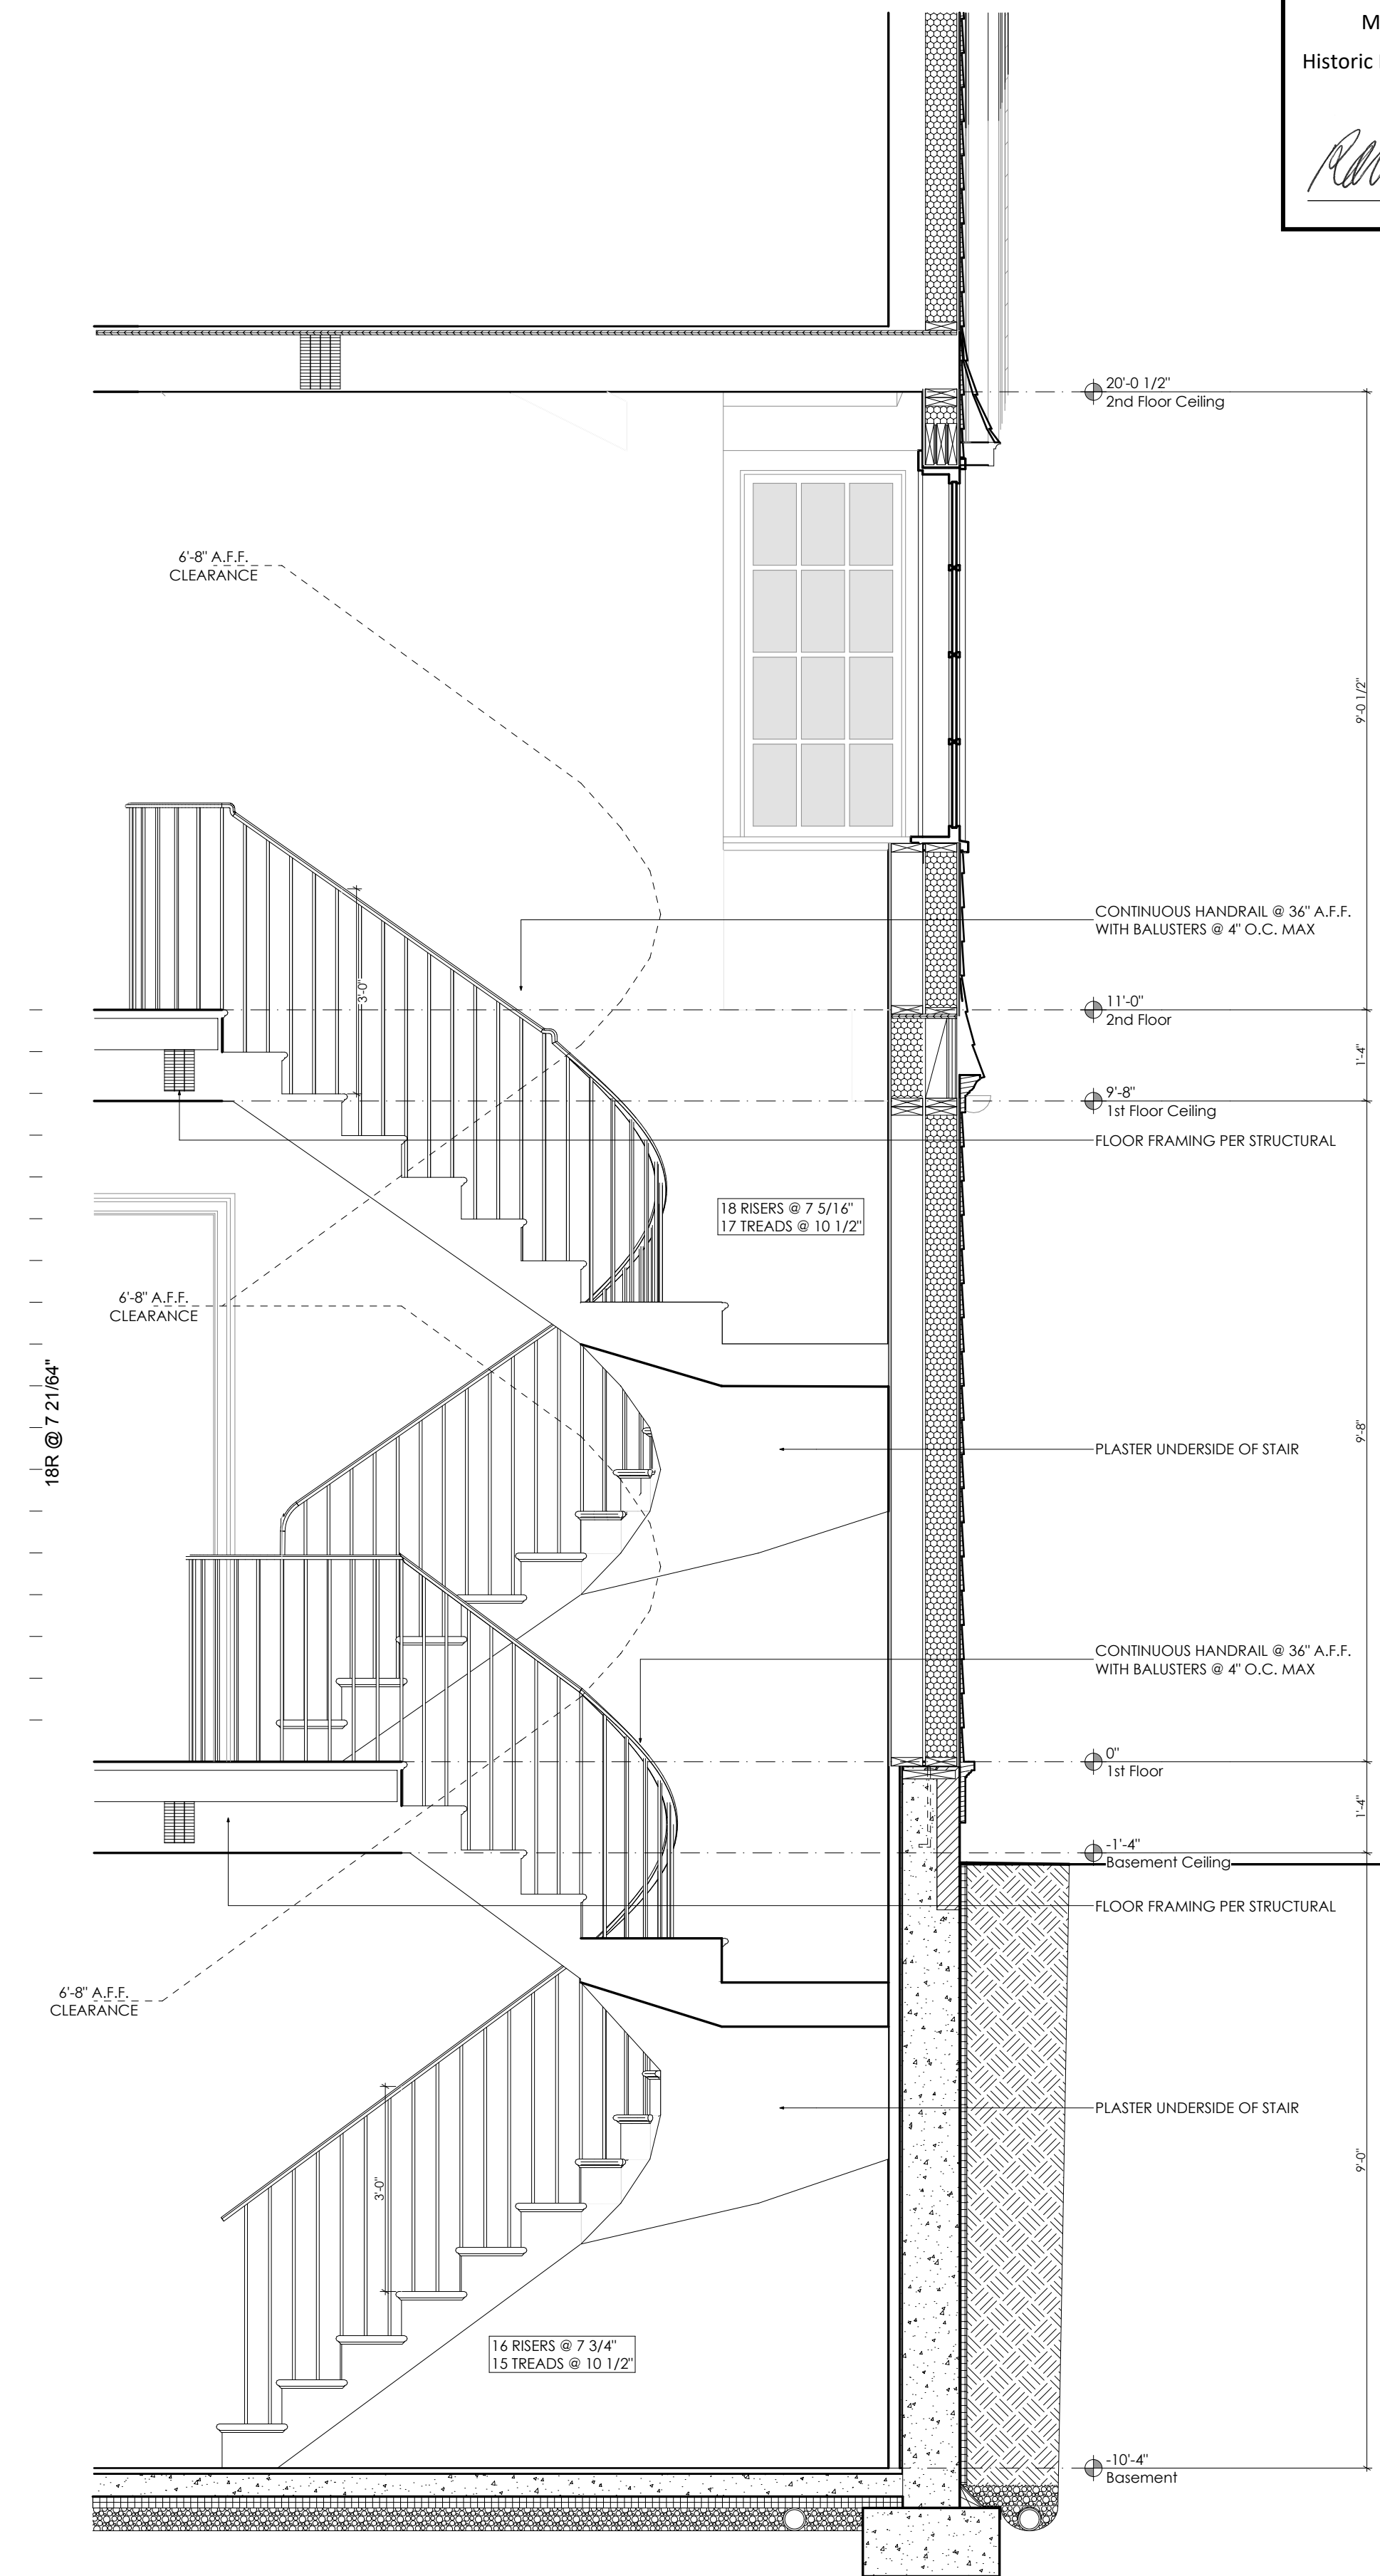 M
Historic
20'-0 1/2"
2nd Floor Ceiling
6'-8" A.F.F.
CLEARANCE
9'-0 1/2"
CONTINUOUS HANDRAIL @ 36" A.F.F.
WITH BALUSTERS @ 4" O.C. MAX
3'-0"
11'-0"
2nd Floor
1'-4"
9'-8"
1st Floor Ceiling
FLOOR FRAMING PER STRUCTURAL
18 RISERS @ 7 5/16"
17 TREADS @ 10 1/2"
6'-8" A.F.F.
CLEARANCE
18R @ 7 21/64"
9'-8"
PLASTER UNDERSIDE OF STAIR
CONTINUOUS HANDRAIL @ 36" A.F.F.
WITH BALUSTERS @ 4" O.C. MAX
0"
1st Floor
1'-4"
-1'-4"
Basement Ceiling
FLOOR FRAMING PER STRUCTURAL
6'-8" A.F.F.
CLEARANCE
PLASTER UNDERSIDE OF STAIR
3'-0"
9'-0"
16 RISERS @ 7 3/4"
15 TREADS @ 10 1/2"
-10'-4"
Basement